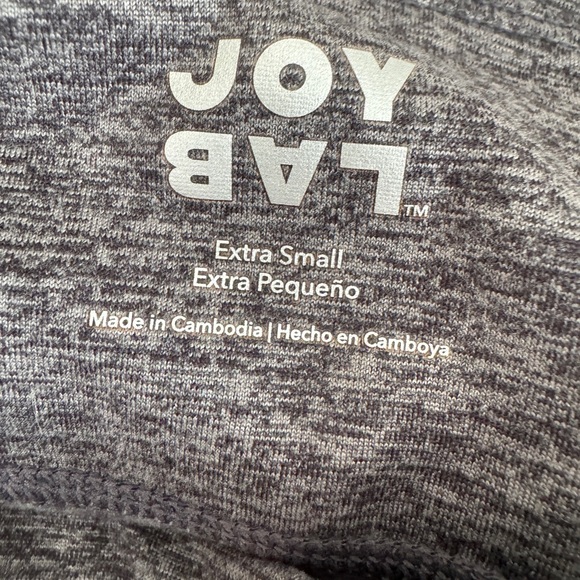 JOY
LAB™
Extra Small
Extra Pequeño
Made in Cambodia | Hecho en Camboya